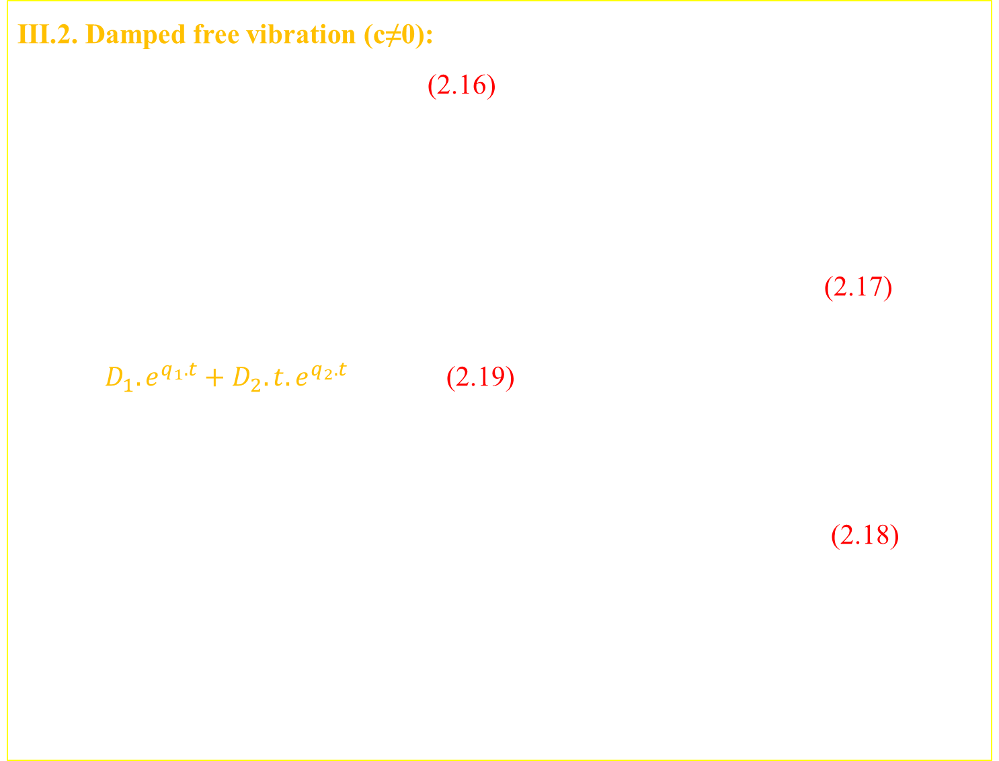 III.2. Damped free vibration (c≠0):
(2.16)
(2.17)
𝐷₁.𝑒^{𝑞₁.𝑡} + 𝐷₂.𝑡.𝑒^{𝑞₂.𝑡} (2.19)
(2.18)